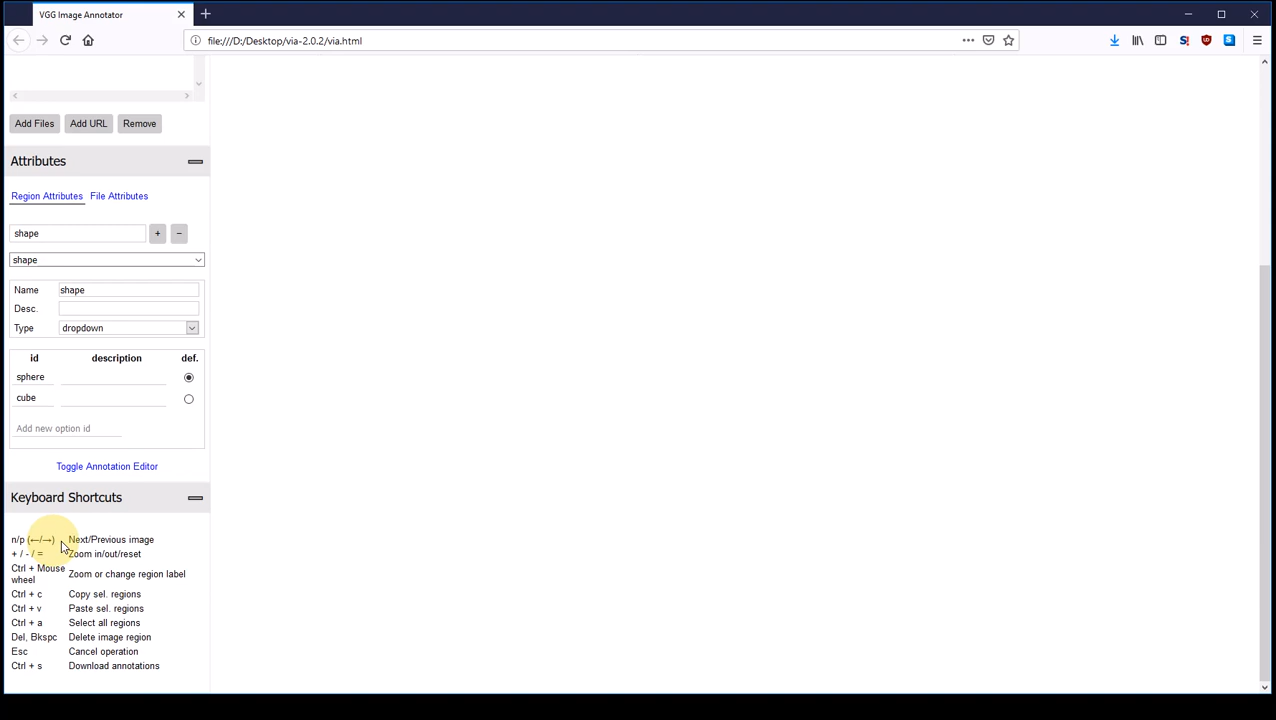 VGG Image Annotator
file:///D:/Desktop/via-2.0.2/via.html
Add Files Add URL Remove
Attributes
Region Attributes File Attributes
shape + −
shape
Name shape
Desc.
Type dropdown
id description def.
sphere
cube
Add new option id
Toggle Annotation Editor
Keyboard Shortcuts
n/p (←/→) Next/Previous image
+ / - / = Zoom in/out/reset
Ctrl + Mouse wheel Zoom or change region label
Ctrl + c Copy sel. regions
Ctrl + v Paste sel. regions
Ctrl + a Select all regions
Del, Bkspc Delete image region
Esc Cancel operation
Ctrl + s Download annotations